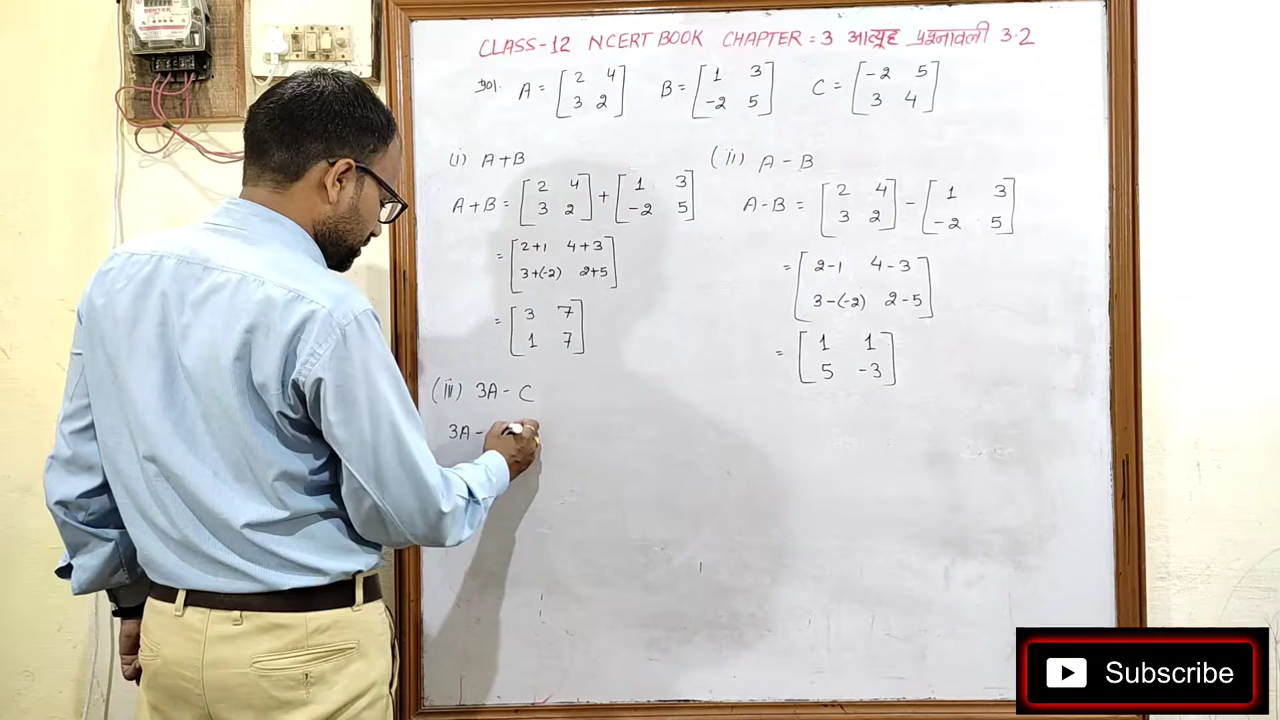 CLASS-12 NCERT BOOK CHAPTER = 3 आव्यूह प्रश्नावली 3.2
प्र01. A = [2 4 B = [1 3 C = [-2 5
3 2] -2 5] 3 4]
(i) A+B
A+B = [2 4 + [1 3
3 2] -2 5]
= [2+1 4+3
3+(-2) 2+5]
= [3 7
1 7]
(ii) A-B
A-B = [2 4 - [1 3
3 2] -2 5]
= [2-1 4-3
3-(-2) 2-5]
= [1 1
5 -3]
(iii) 3A - C
3A -
Subscribe